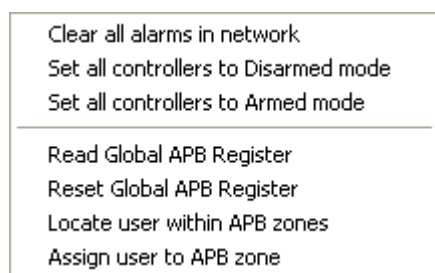 Clear all alarms in network
Set all controllers to Disarmed mode
Set all controllers to Armed mode
Read Global APB Register
Reset Global APB Register
Locate user within APB zones
Assign user to APB zone